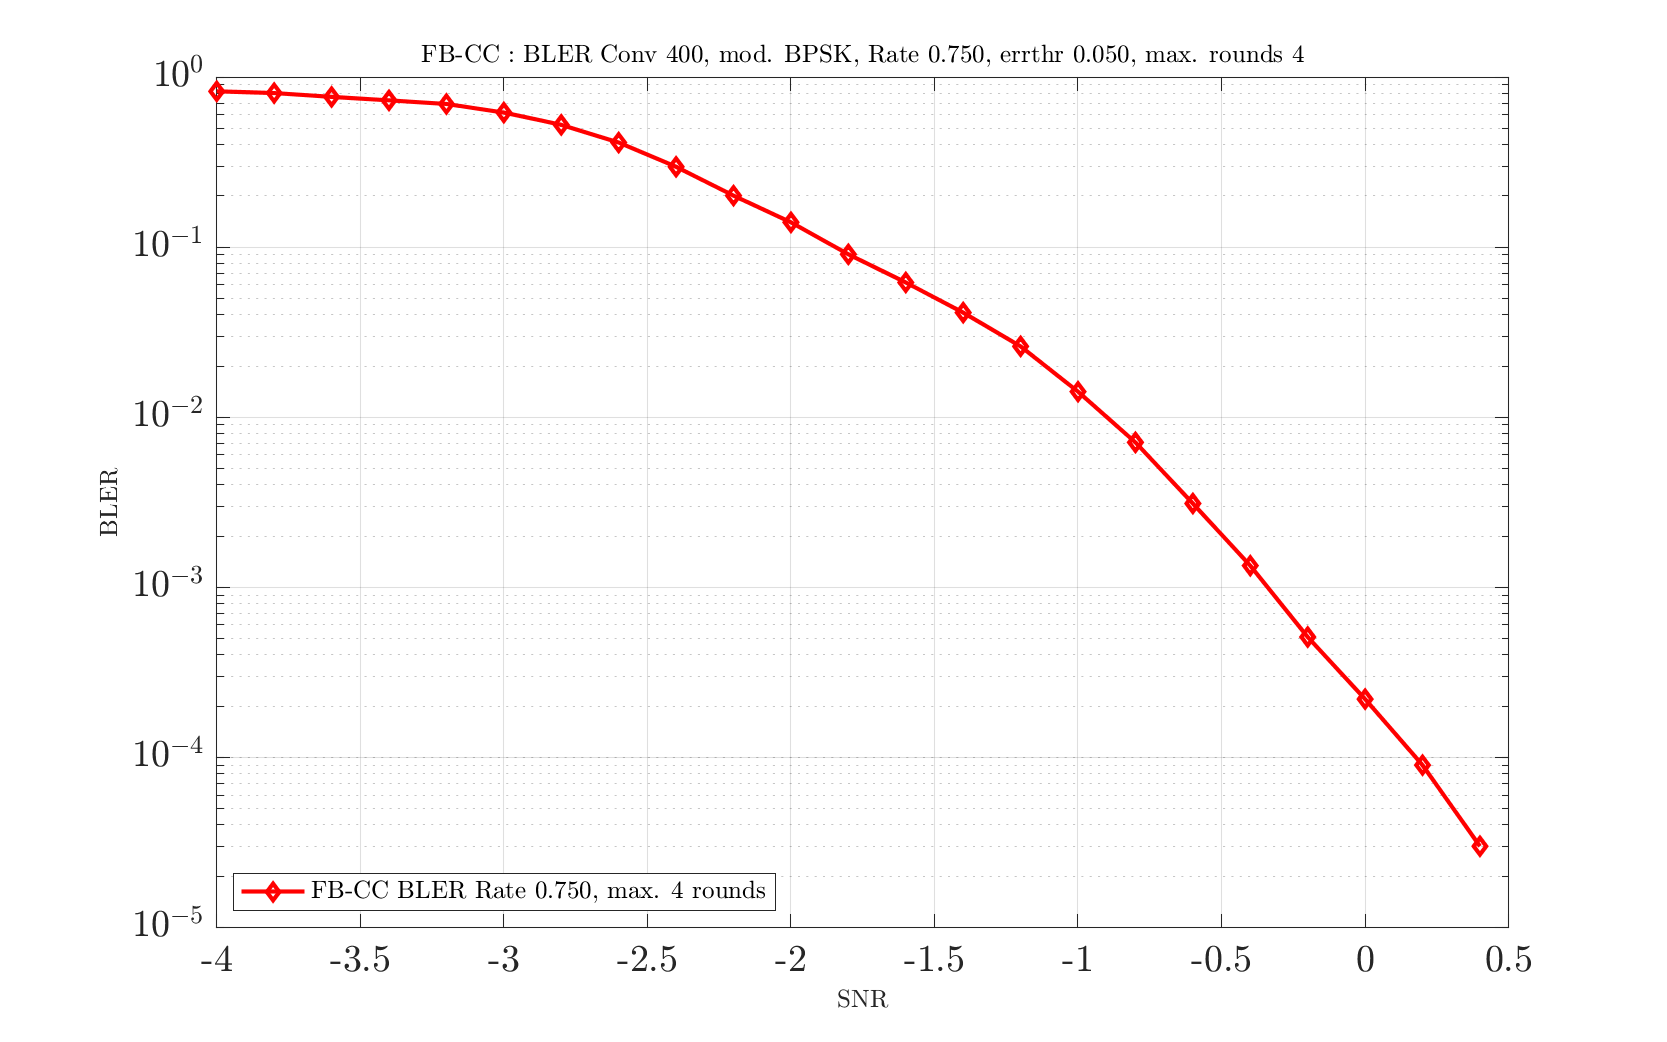 FB-CC : BLER Conv 400, mod. BPSK, Rate 0.750, errthr 0.050, max. rounds 4
10^0
10^−1
10^−2
10^−3
10^−4
10^−5
BLER
FB-CC BLER Rate 0.750, max. 4 rounds
-4 -3.5 -3 -2.5 -2 -1.5 -1 -0.5 0 0.5
SNR